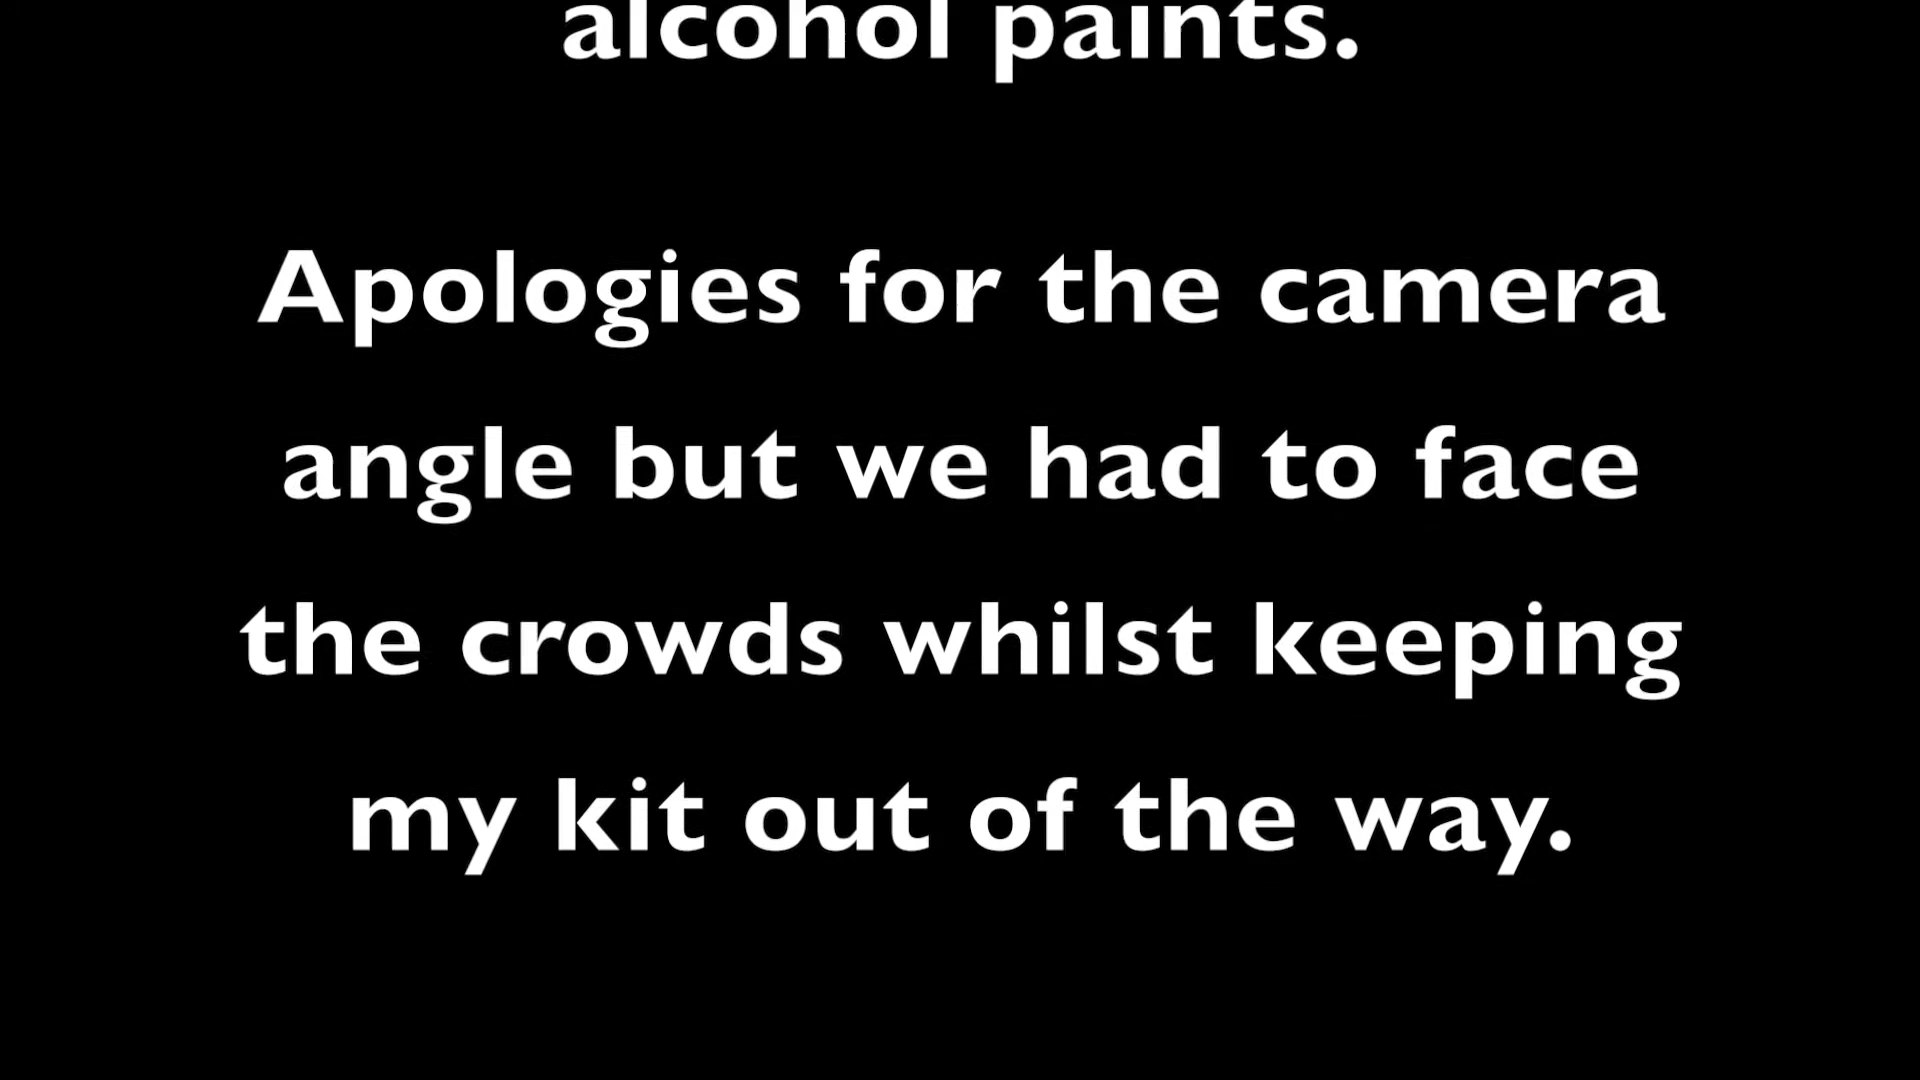 alcohol paints.
Apologies for the camera
angle but we had to face
the crowds whilst keeping
my kit out of the way.